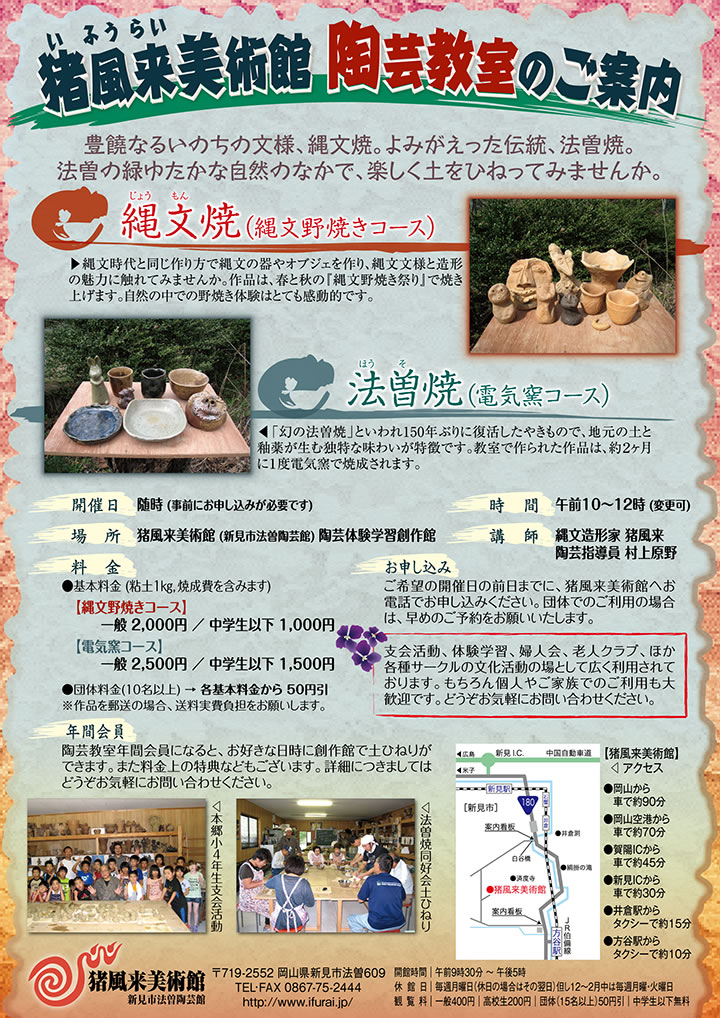 い ふうらい
猪風来美術館 陶芸教室のご案内
豊饒なるいのちの文様、縄文焼。よみがえった伝統、法曽焼。
法曽の緑ゆたかな自然のなかで、楽しく土をひねってみませんか。
じょう もん
縄文焼(縄文野焼きコース)
▶縄文時代と同じ作り方で縄文の器やオブジェを作り、縄文文様と造形
の魅力に触れてみませんか。作品は、春と秋の『縄文野焼き祭り』で焼き
上げます。自然の中での野焼き体験はとても感動的です。
ほう そ
法曽焼(電気窯コース)
◀「幻の法曽焼」といわれ150年ぶりに復活したやきもので、地元の土と
釉薬が生む独特な味わいが特徴です。教室で作られた作品は、約2ヶ月
に1度電気窯で焼成されます。
開催日 随時 (事前にお申し込みが必要です)
時 間 午前10〜12時 (変更可)
場 所 猪風来美術館 (新見市法曽陶芸館) 陶芸体験学習創作館
講 師 縄文造形家 猪風来
陶芸指導員 村上原野
料 金
●基本料金 (粘土1kg,焼成費を含みます)
【縄文野焼きコース】
一般 2,000円 / 中学生以下 1,000円
【電気窯コース】
一般 2,500円 / 中学生以下 1,500円
●団体料金(10名以上) → 各基本料金から 50円引
※作品を郵送の場合、送料実費負担をお願いします。
お申し込み
ご希望の開催日の前日までに、猪風来美術館へお
電話でお申し込みください。団体でのご利用の場合
は、早めのご予約をお願いいたします。
支会活動、体験学習、婦人会、老人クラブ、ほか
各種サークルの文化活動の場として広く利用されて
おります。もちろん個人やご家族でのご利用も大
歓迎です。どうぞお気軽にお問い合わせください。
年間会員
陶芸教室年間会員になると、お好きな日時に創作館で土ひねりが
できます。また料金上の特典などもございます。詳細につきましては
どうぞお気軽にお問い合わせください。
◁本郷小4年生支会活動
◁法曽焼同好会土ひねり
◀広島
新見I.C.
中国自動車道
◀米子
新見駅
[新見市]
180
案内看板
井倉洞
白谷橋
絹掛の滝
済度寺
猪風来美術館
案内看板
方谷駅
JR伯備線
【猪風来美術館】
◁ アクセス
●岡山から
車で約90分
●岡山空港から
車で約70分
●賀陽ICから
車で約45分
●新見ICから
車で約30分
●井倉駅から
タクシーで約15分
●方谷駅から
タクシーで約10分
猪風来美術館
新見市法曽陶芸館
〒719-2552 岡山県新見市法曽609
TEL・FAX 0867-75-2444
http://www.ifurai.jp/
開館時間|午前9時30分 〜 午後5時
休 館 日|毎週月曜日(休日の場合はその翌日)但し12〜2月中は毎週月曜・火曜日
観 覧 料|一般400円|高校生200円|団体(15名以上)50円引|中学生以下無料